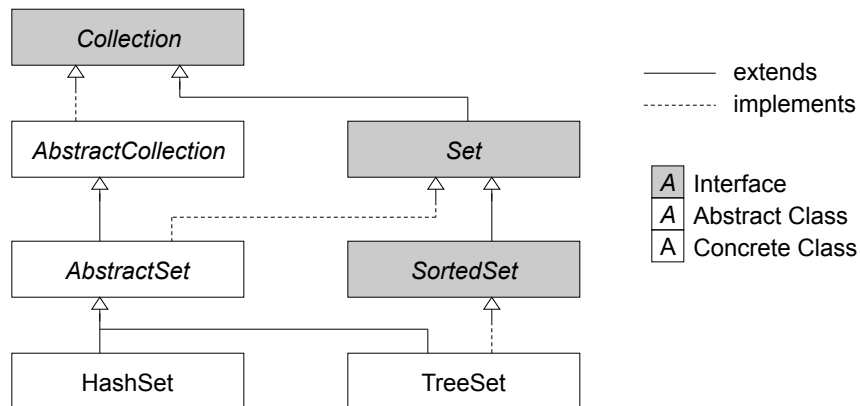 Collection
extends
implements
AbstractCollection
Set
A Interface
A Abstract Class
A Concrete Class
AbstractSet
SortedSet
HashSet
TreeSet